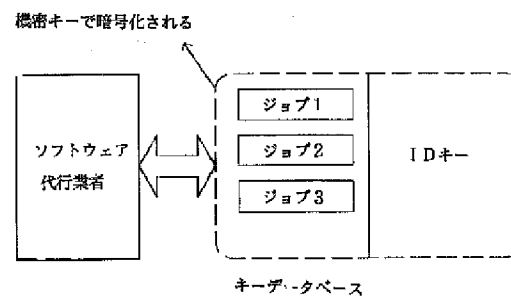 機密キーで暗号化される
ジョブ1
ソフトウェア
代行業者
ジョブ2
IDキー
ジョブ3
キーデータベース